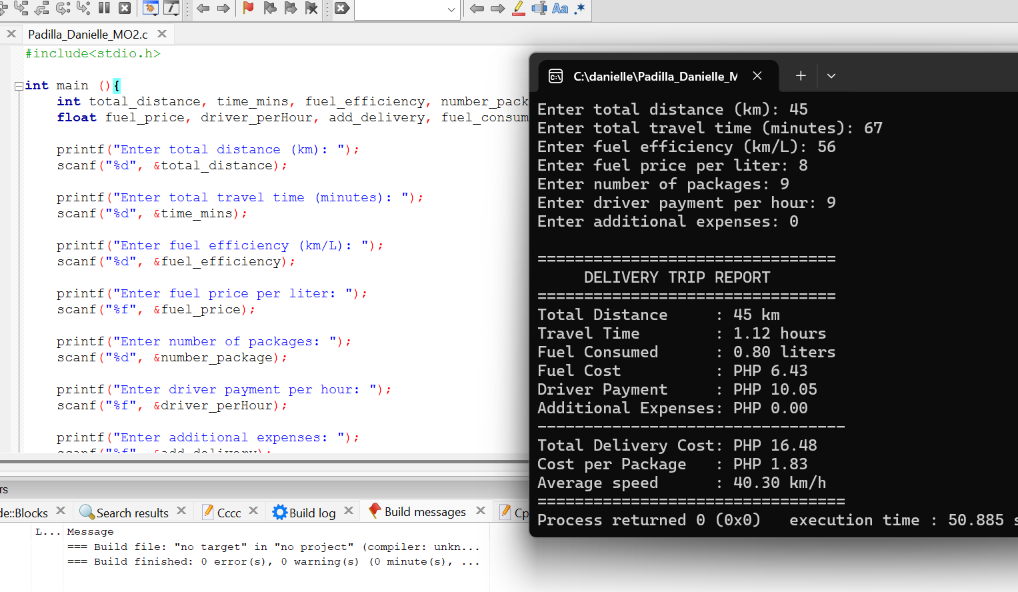 Aa .*
Padilla_Danielle_MO2.c
#include<stdio.h>
int main (){
int total_distance, time_mins, fuel_efficiency, number_pack
float fuel_price, driver_perHour, add_delivery, fuel_consum
printf("Enter total distance (km): ");
scanf("%d", &total_distance);
printf("Enter total travel time (minutes): ");
scanf("%d", &time_mins);
printf("Enter fuel efficiency (km/L): ");
scanf("%d", &fuel_efficiency);
printf("Enter fuel price per liter: ");
scanf("%f", &fuel_price);
printf("Enter number of packages: ");
scanf("%d", &number_package);
printf("Enter driver payment per hour: ");
scanf("%f", &driver_perHour);
printf("Enter additional expenses: ");
scanf("%f", &add_delivery);
C:\danielle\Padilla_Danielle_M
Enter total distance (km): 45
Enter total travel time (minutes): 67
Enter fuel efficiency (km/L): 56
Enter fuel price per liter: 8
Enter number of packages: 9
Enter driver payment per hour: 9
Enter additional expenses: 0
================================
DELIVERY TRIP REPORT
================================
Total Distance : 45 km
Travel Time : 1.12 hours
Fuel Consumed : 0.80 liters
Fuel Cost : PHP 6.43
Driver Payment : PHP 10.05
Additional Expenses: PHP 0.00
---------------------------------
Total Delivery Cost: PHP 16.48
Cost per Package : PHP 1.83
Average speed : 40.30 km/h
=================================
Process returned 0 (0x0) execution time : 50.885 s
rs
de::Blocks
Search results
Cccc
Build log
Build messages
Cp
L... Message
=== Build file: "no target" in "no project" (compiler: unkn...
=== Build finished: 0 error(s), 0 warning(s) (0 minute(s), ...